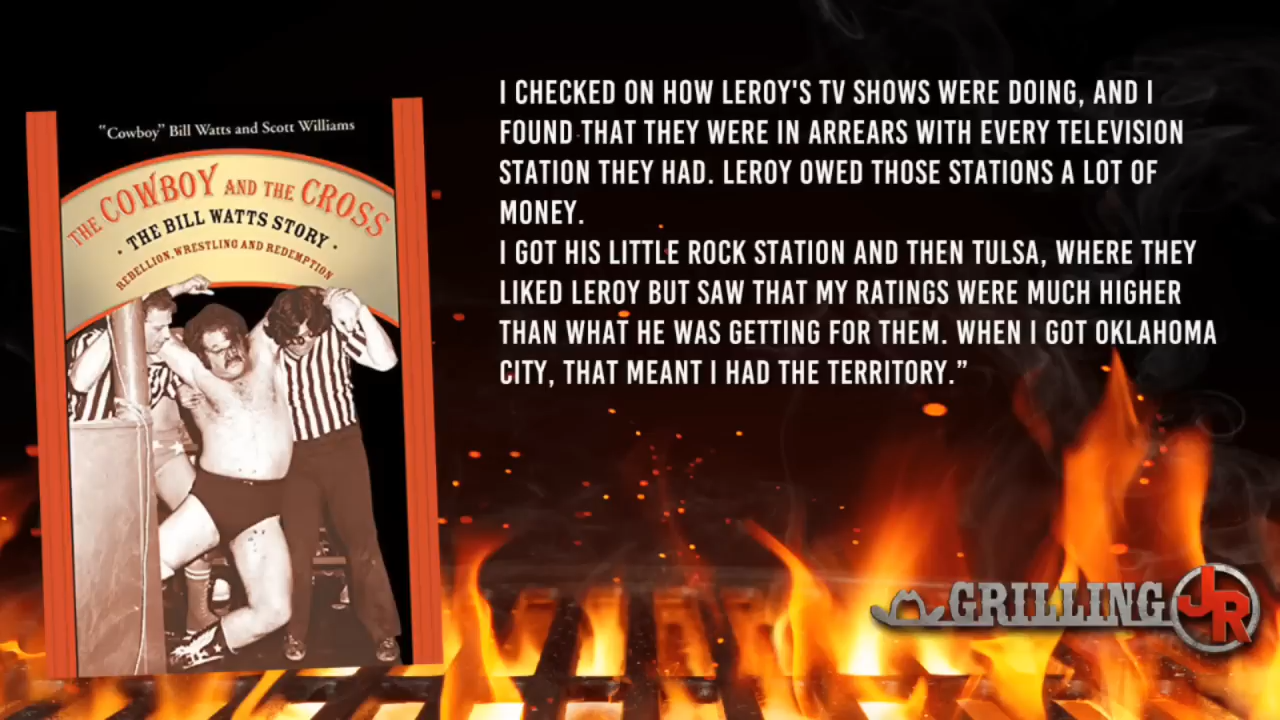 "Cowboy" Bill Watts and Scott Williams
THE COWBOY AND THE CROSS
· THE BILL WATTS STORY ·
REBELLION, WRESTLING AND REDEMPTION
I CHECKED ON HOW LEROY'S TV SHOWS WERE DOING, AND I
FOUND THAT THEY WERE IN ARREARS WITH EVERY TELEVISION
STATION THEY HAD. LEROY OWED THOSE STATIONS A LOT OF
MONEY.
I GOT HIS LITTLE ROCK STATION AND THEN TULSA, WHERE THEY
LIKED LEROY BUT SAW THAT MY RATINGS WERE MUCH HIGHER
THAN WHAT HE WAS GETTING FOR THEM. WHEN I GOT OKLAHOMA
CITY, THAT MEANT I HAD THE TERRITORY.”
GRILLING JR